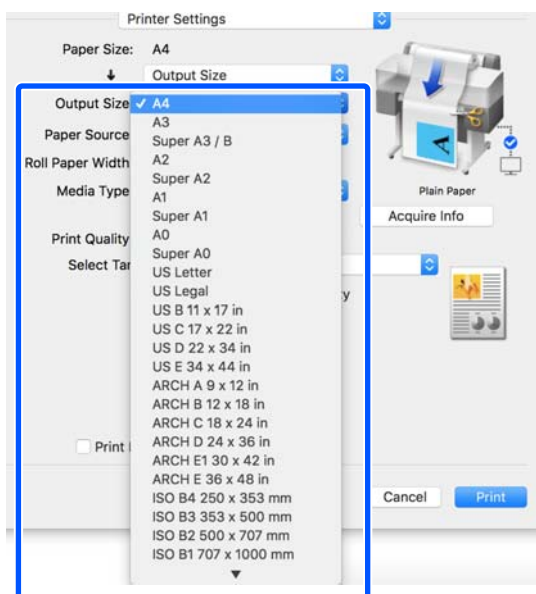 Printer Settings
Paper Size: A4
Output Size
Output Size ✓ A4
A3
Paper Source
Super A3 / B
A2
Roll Paper Width
Super A2
Media Type
A1
Plain Paper
Super A1
Acquire Info
A0
Print Quality
Super A0
Select Tar
US Letter
US Legal
y
US B 11 x 17 in
US C 17 x 22 in
US D 22 x 34 in
US E 34 x 44 in
ARCH A 9 x 12 in
ARCH B 12 x 18 in
ARCH C 18 x 24 in
ARCH D 24 x 36 in
Print
ARCH E1 30 x 42 in
ARCH E 36 x 48 in
ISO B4 250 x 353 mm
Cancel
Print
ISO B3 353 x 500 mm
ISO B2 500 x 707 mm
ISO B1 707 x 1000 mm